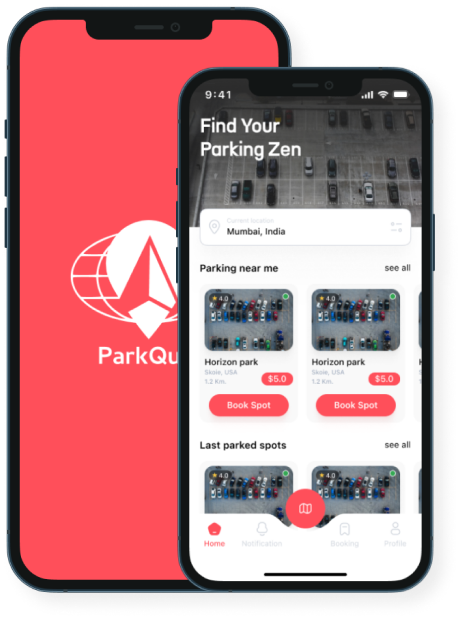 ParkQu
9:41
Find Your
Parking Zen
Current location
Mumbai, India
Parking near me
see all
4.0
4.0
Horizon park
Horizon park
Skole, USA
Skole, USA
1.2 Km.
$5.0
1.2 Km.
$5.0
Book Spot
Book Spot
Last parked spots
see all
4.0
4.0
Home
Notification
Booking
Profile